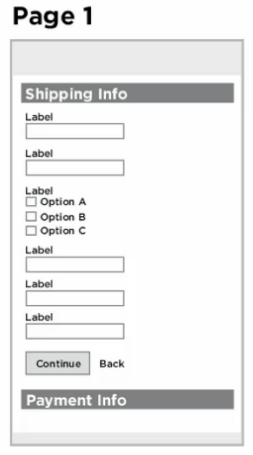 Page 1
Shipping Info
Label
Label
Label
Option A
Option B
Option C
Label
Label
Label
Continue Back
Payment Info